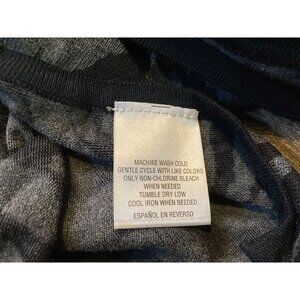 MACHINE WASH COLD
GENTLE CYCLE WITH LIKE COLORS
ONLY NON-CHLORINE BLEACH
WHEN NEEDED
TUMBLE DRY LOW
COOL IRON WHEN NEEDED
ESPAÑOL EN REVERSO